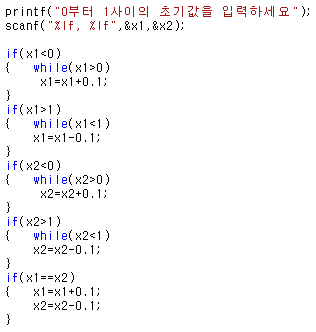 printf("0부터 1사이의 초기값을 입력하세요");
scanf("%lf, %lf",&x1,&x2);
if(x1<0)
{   while(x1>0)
     x1=x1+0.1;
}
if(x1>1)
{   while(x1<1)
    x1=x1-0.1;
}
if(x2<0)
{   while(x2>0)
     x2=x2+0.1;
}
if(x2>1)
{   while(x2<1)
    x2=x2-0.1;
}
if(x1==x2)
{   x1=x1+0.1;
    x2=x2-0.1;
}